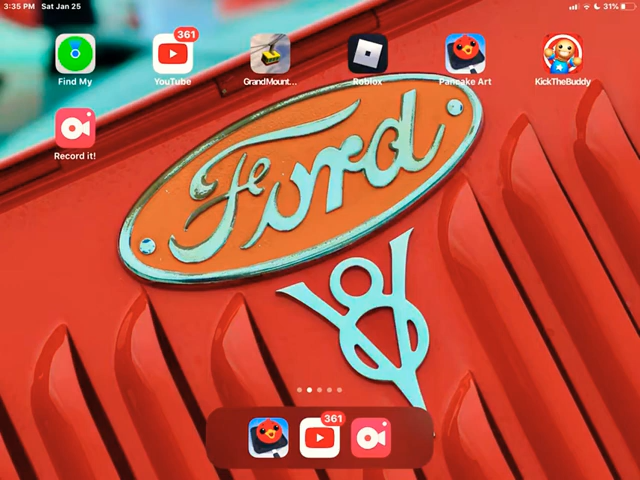 3:35 PM Sat Jan 25 31%
361
Find My YouTube GrandMount... Roblox Pancake Art KickTheBuddy
Record it!
Ford
V8
361